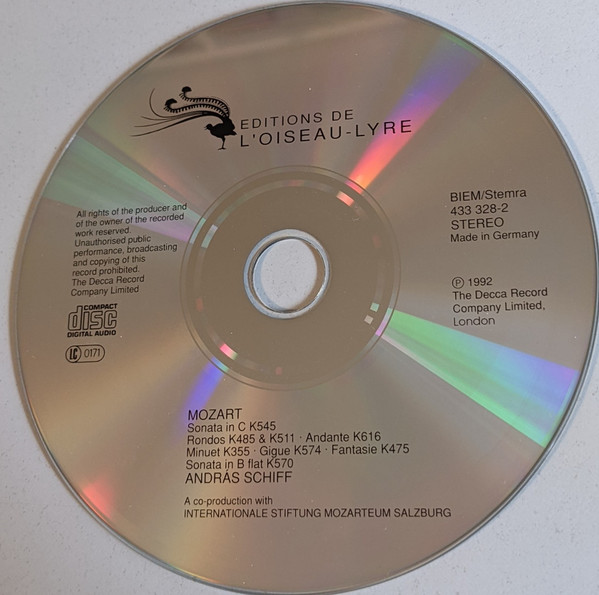 EDITIONS DE
L'OISEAU-LYRE
All rights of the producer and
of the owner of the recorded
work reserved.
Unauthorised public
performance, broadcasting
and copying of this
record prohibited.
The Decca Record
Company Limited
COMPACT
disc
DIGITAL AUDIO
LC 0171
BIEM/Stemra
433 328-2
STEREO
Made in Germany
℗ 1992
The Decca Record
Company Limited,
London
MOZART
Sonata in C K545
Rondos K485 & K511 · Andante K616
Minuet K355 · Gigue K574 · Fantasie K475
Sonata in B flat K570
ANDRÁS SCHIFF
A co-production with
INTERNATIONALE STIFTUNG MOZARTEUM SALZBURG